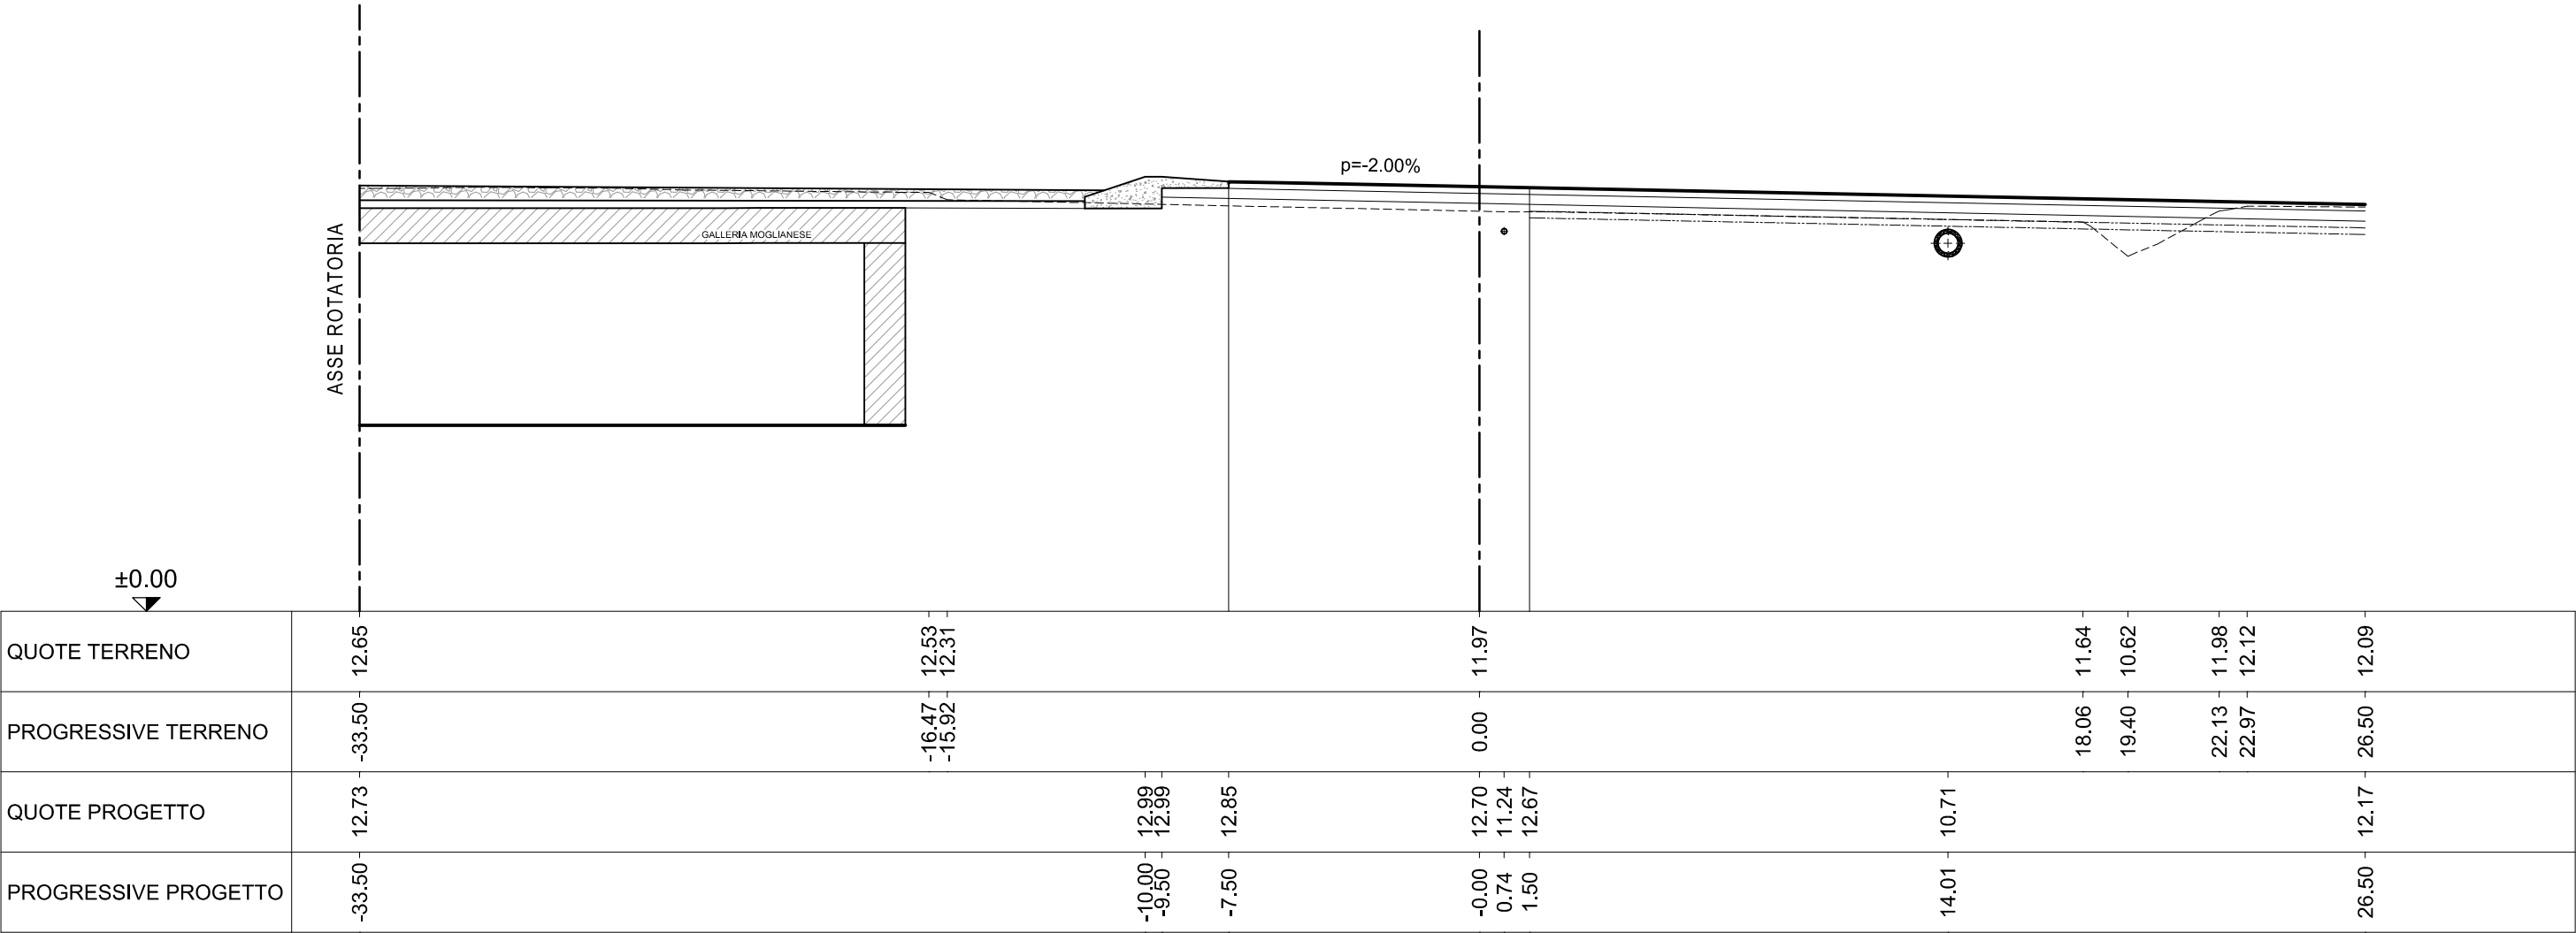 p=-2.00%
ASSE ROTATORIA
GALLERIA MOGLIANESE
±0.00
QUOTE TERRENO 12.65 12.53 12.31 11.97 11.64 10.62 11.98 12.12 12.09
PROGRESSIVE TERRENO -33.50 -16.47 -15.92 0.00 18.06 19.40 22.13 22.97 26.50
QUOTE PROGETTO 12.73 12.99 12.99 12.85 12.70 11.24 12.67 10.71 12.17
PROGRESSIVE PROGETTO -33.50 -10.00 -9.50 -7.50 -0.00 0.74 1.50 14.01 26.50